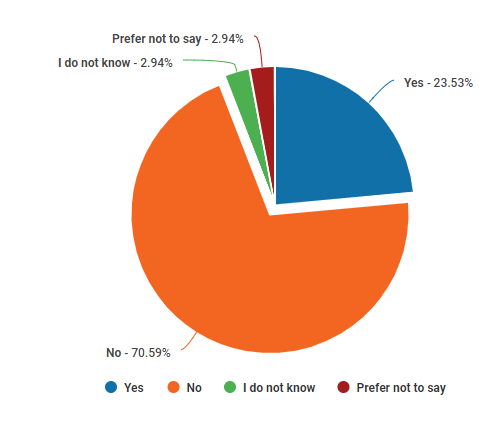 Prefer not to say - 2.94%
I do not know - 2.94%
Yes - 23.53%
No - 70.59%
Yes No I do not know Prefer not to say